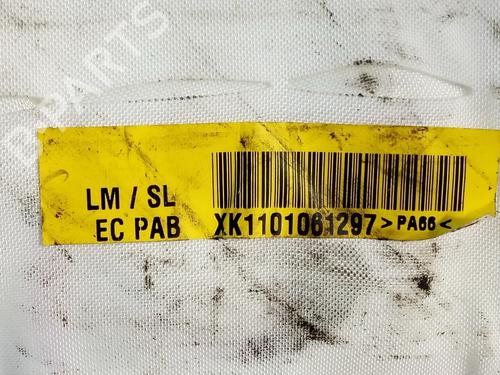 B-PARTS
LM / SL
EC PAB XK1101061297 >PA66<